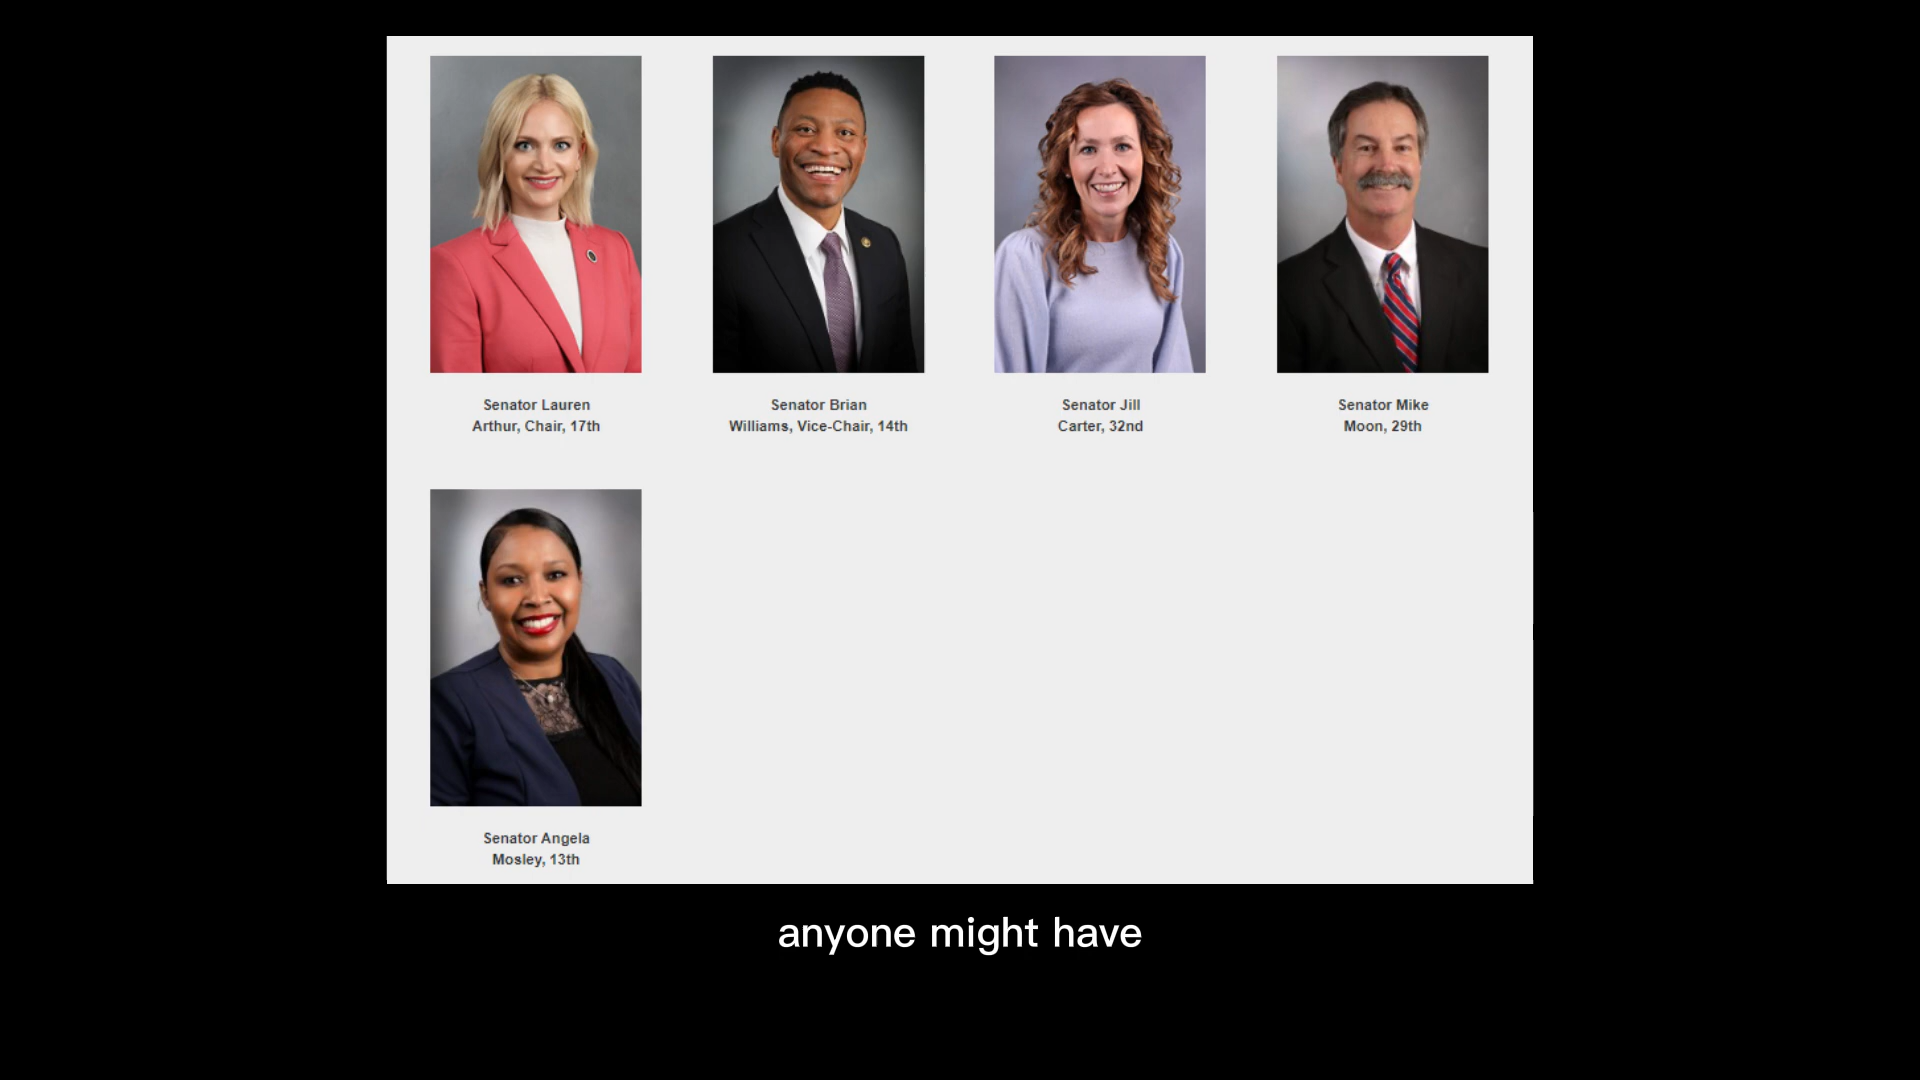 Senator Lauren
Arthur, Chair, 17th
Senator Brian
Williams, Vice-Chair, 14th
Senator Jill
Carter, 32nd
Senator Mike
Moon, 29th
Senator Angela
Mosley, 13th
anyone might have